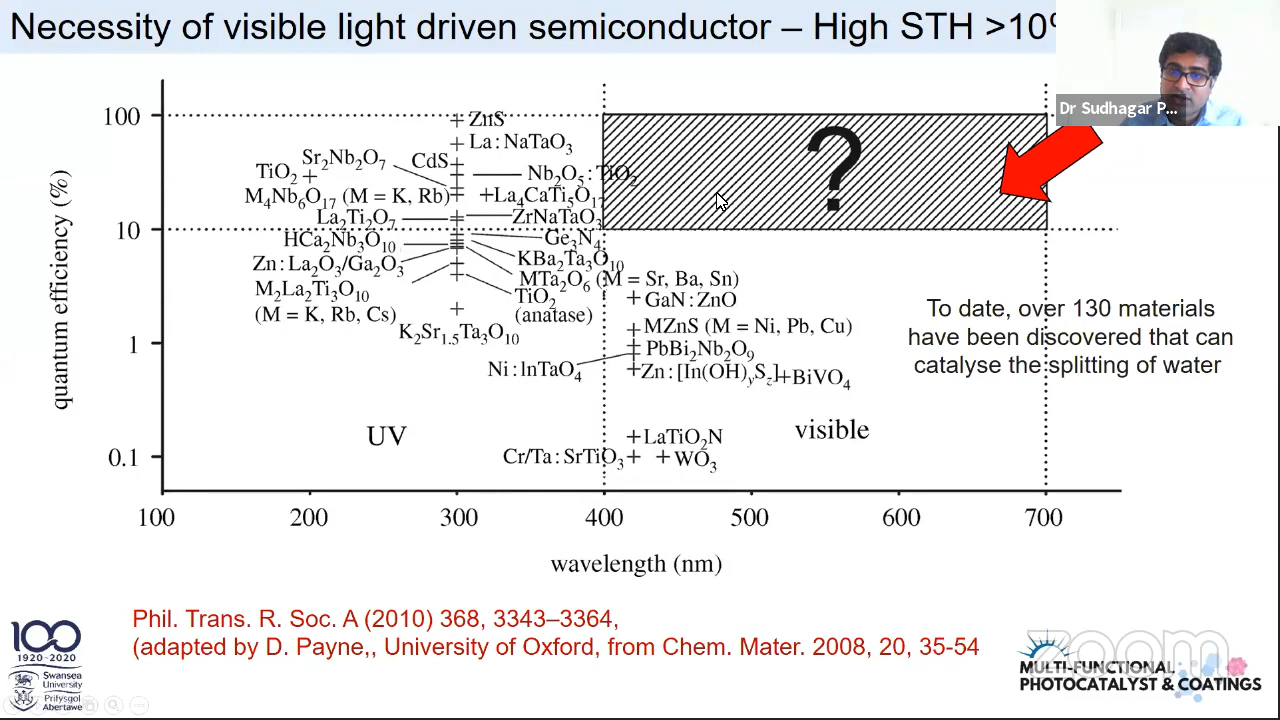 Necessity of visible light driven semiconductor – High STH >10%
Dr Sudhagar P...
quantum efficiency (%)
100
10
1
0.1
ZnS
La:NaTaO₃
Sr₂Nb₂O₇
CdS
TiO₂
Nb₂O₅:TiO₂
M₄Nb₆O₁₇ (M = K, Rb)
La₄CaTi₅O₁₇
La₂Ti₂O₇
ZrNaTaO₃
HCa₂Nb₃O₁₀
Ge₃N₄
Zn:La₂O₃/Ga₂O₃
KBa₂Ta₃O₁₀
MTa₂O₆ (M = Sr, Ba, Sn)
M₂La₂Ti₃O₁₀
(M = K, Rb, Cs)
TiO₂
(anatase)
K₂Sr₁.₅Ta₃O₁₀
GaN:ZnO
MZnS (M = Ni, Pb, Cu)
PbBi₂Nb₂O₉
Ni:lnTaO₄
Zn:[In(OH)ySz]
BiVO₄
LaTiO₂N
Cr/Ta:SrTiO₃
WO₃
?
UV
visible
To date, over 130 materials
have been discovered that can
catalyse the splitting of water
100 200 300 400 500 600 700
wavelength (nm)
Phil. Trans. R. Soc. A (2010) 368, 3343–3364,
(adapted by D. Payne,, University of Oxford, from Chem. Mater. 2008, 20, 35-54
100
1920-2020
Swansea
University
Prifysgol
Abertawe
zoom
MULTI-FUNCTIONAL
PHOTOCATALYST & COATINGS